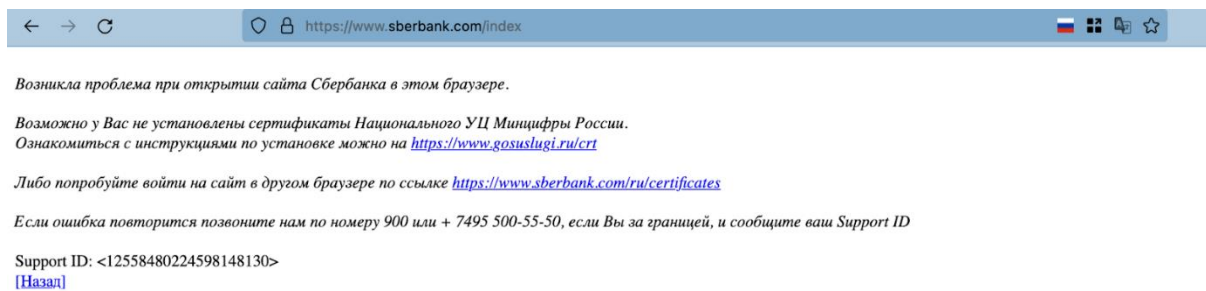 https://www.sberbank.com/index
Возникла проблема при открытии сайта Сбербанка в этом браузере.
Возможно у Вас не установлены сертификаты Национального УЦ Минцифры России.
Ознакомиться с инструкциями по установке можно на https://www.gosuslugi.ru/crt
Либо попробуйте войти на сайт в другом браузере по ссылке https://www.sberbank.com/ru/certificates
Если ошибка повторится позвоните нам по номеру 900 или + 7495 500-55-50, если Вы за границей, и сообщите ваш Support ID
Support ID: <12558480224598148130>
[Назад]